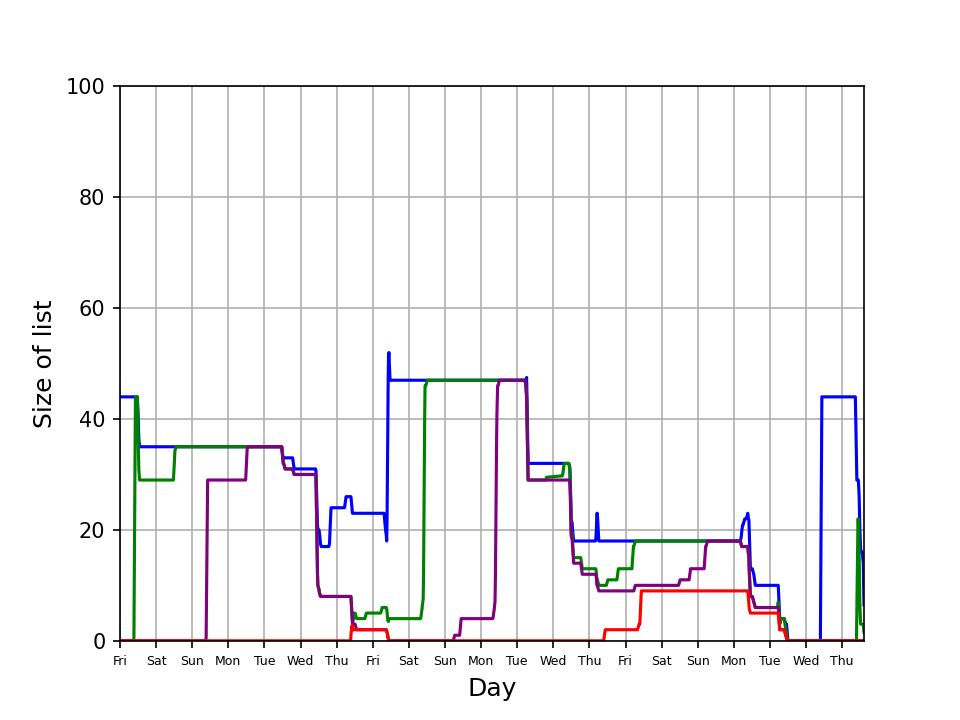 100
80
60
40
20
0
Size of list
Fri Sat Sun Mon Tue Wed Thu Fri Sat Sun Mon Tue Wed Thu Fri Sat Sun Mon Tue Wed Thu
Day